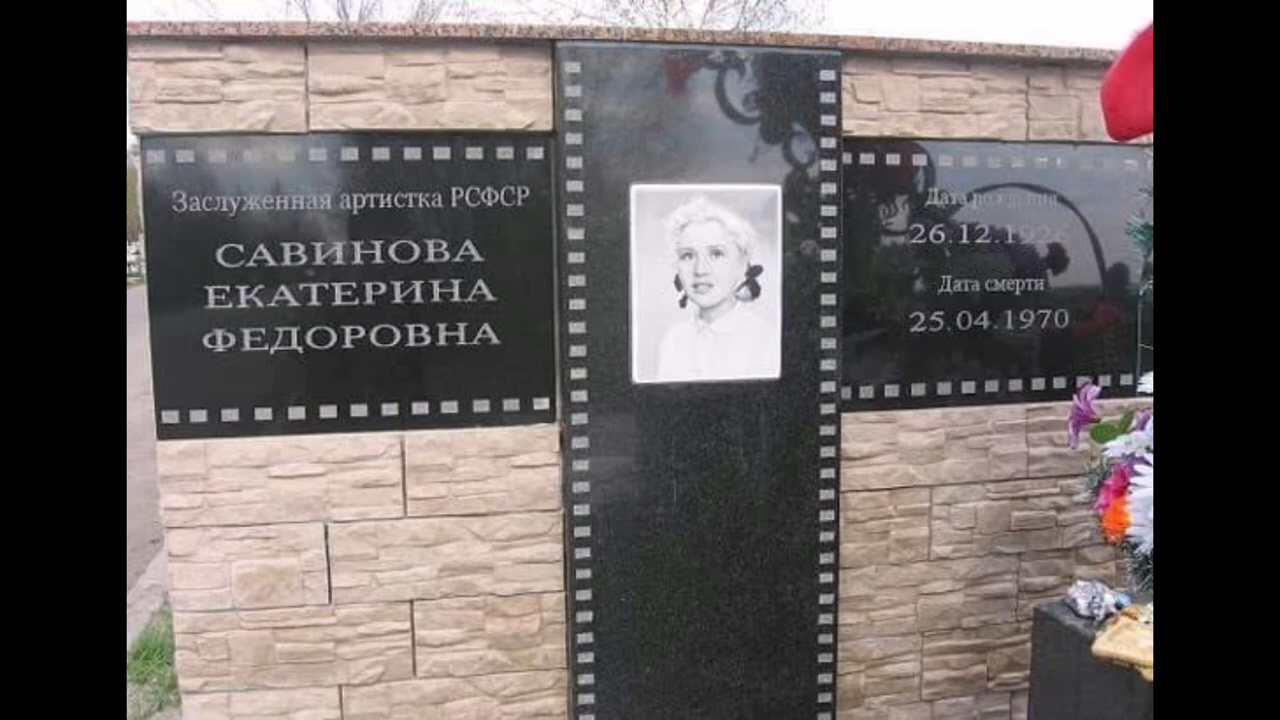 Заслуженная артистка РСФСР
САВИНОВА
ЕКАТЕРИНА
ФЕДОРОВНА
Дата рождения
26.12.1926
Дата смерти
25.04.1970